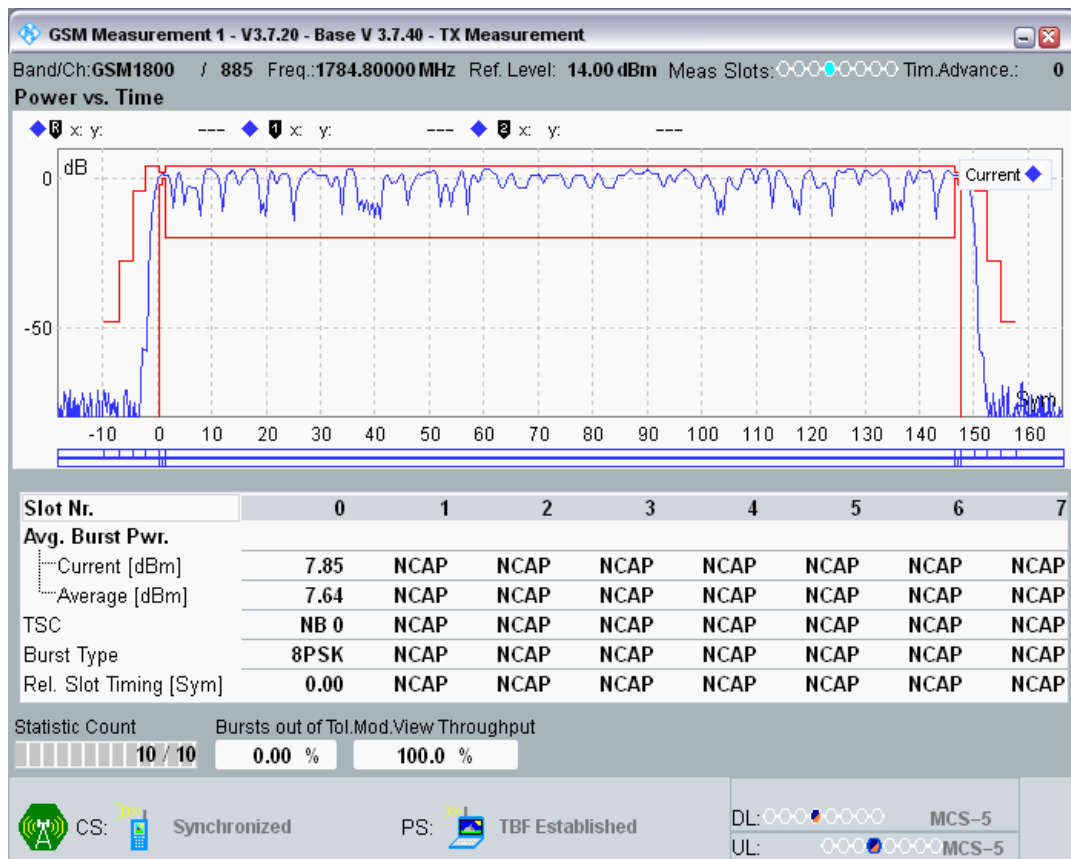 GSM Measurement 1 - V3.7.20 - Base V 3.7.40 - TX Measurement
Band/Ch.:GSM1800 / 885 Freq.:1784.80000 MHz Ref. Level: 14.00 dBm Meas Slots: Tim.Advance.: 0
Power vs. Time
R x: y: --- 1 x: y: --- 2 x: y: ---
dB
0
Current
-50
Sym
-10 0 10 20 30 40 50 60 70 80 90 100 110 120 130 140 150 160
Slot Nr. 0 1 2 3 4 5 6 7
Avg. Burst Pwr.
Current [dBm] 7.85 NCAP NCAP NCAP NCAP NCAP NCAP NCAP
Average [dBm] 7.64 NCAP NCAP NCAP NCAP NCAP NCAP NCAP
TSC NB 0 NCAP NCAP NCAP NCAP NCAP NCAP NCAP
Burst Type 8PSK NCAP NCAP NCAP NCAP NCAP NCAP NCAP
Rel. Slot Timing [Sym] 0.00 NCAP NCAP NCAP NCAP NCAP NCAP NCAP
Statistic Count Bursts out of Tol.Mod.View Throughput
10 / 10 0.00 % 100.0 %
CS: Synchronized PS: TBF Established DL: MCS-5
UL: MCS-5